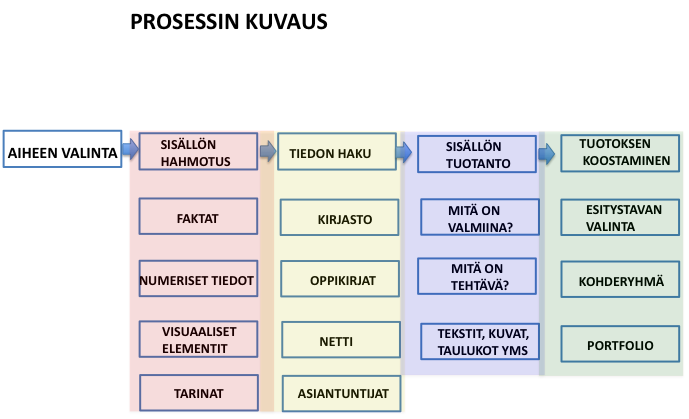 PROSESSIN KUVAUS
AIHEEN VALINTA
SISÄLLÖN
HAHMOTUS
FAKTAT
NUMERISET TIEDOT
VISUAALISET
ELEMENTIT
TARINAT
TIEDON HAKU
KIRJASTO
OPPIKIRJAT
NETTI
ASIANTUNTIJAT
SISÄLLÖN
TUOTANTO
MITÄ ON
VALMIINA?
MITÄ ON
TEHTÄVÄ?
TEKSTIT, KUVAT,
TAULUKOT YMS
TUOTOKSEN
KOOSTAMINEN
ESITYSTAVAN
VALINTA
KOHDERYHMÄ
PORTFOLIO